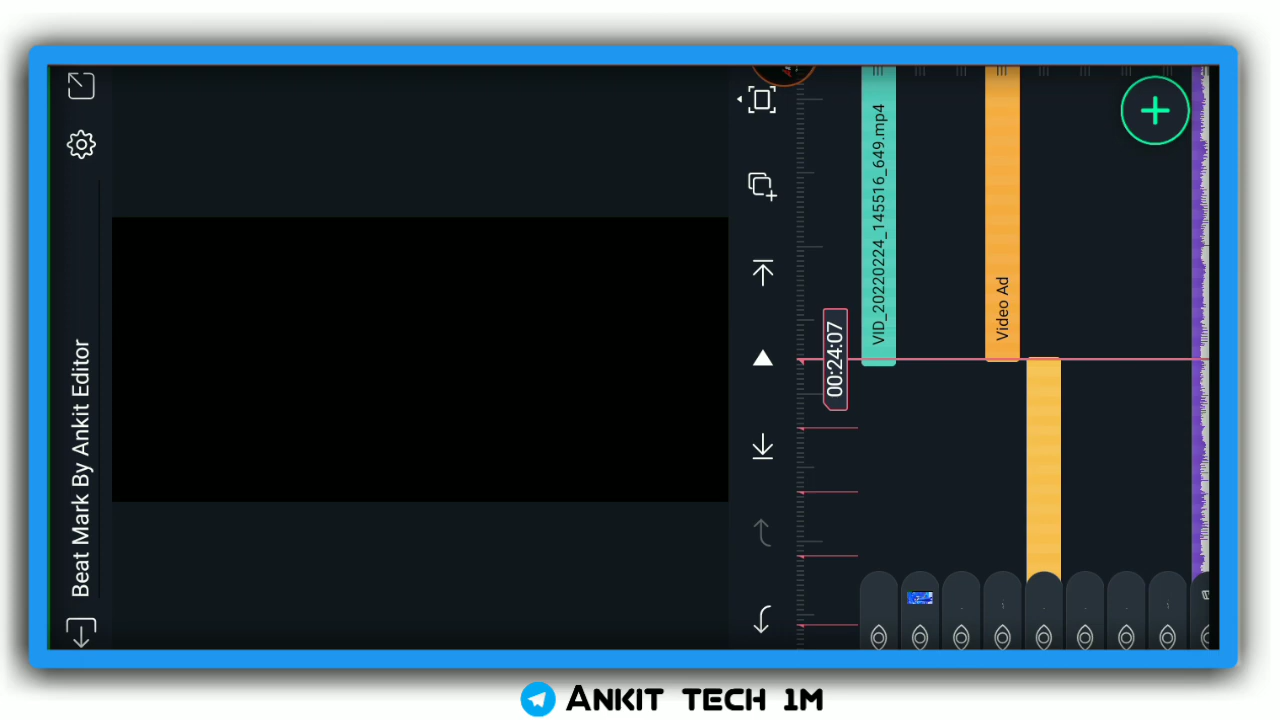 Beat Mark By Ankit Editor
00:24:07
VID_20220224_145516_649.mp4
Video Ad
ANKIT TECH 1M